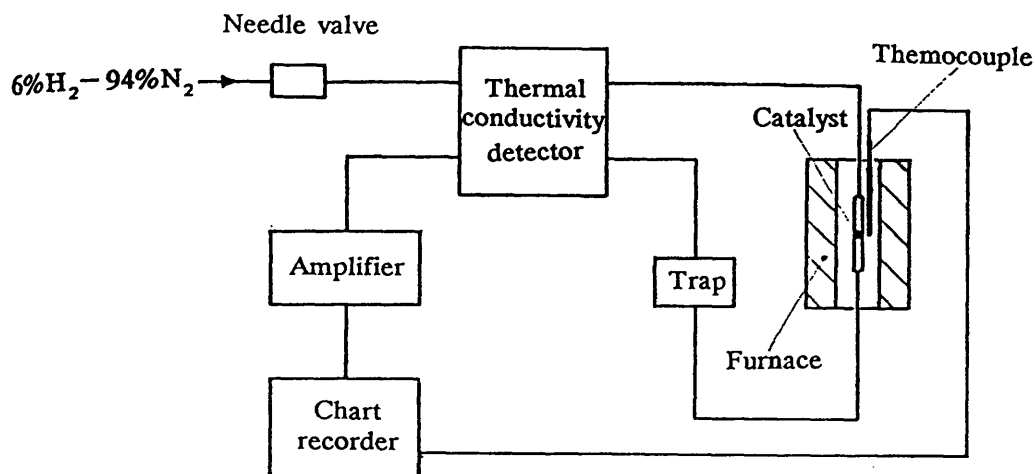 Needle valve
6%H₂−94%N₂
Thermal
conductivity
detector
Themocouple
Catalyst
Amplifier
Trap
Furnace
Chart
recorder